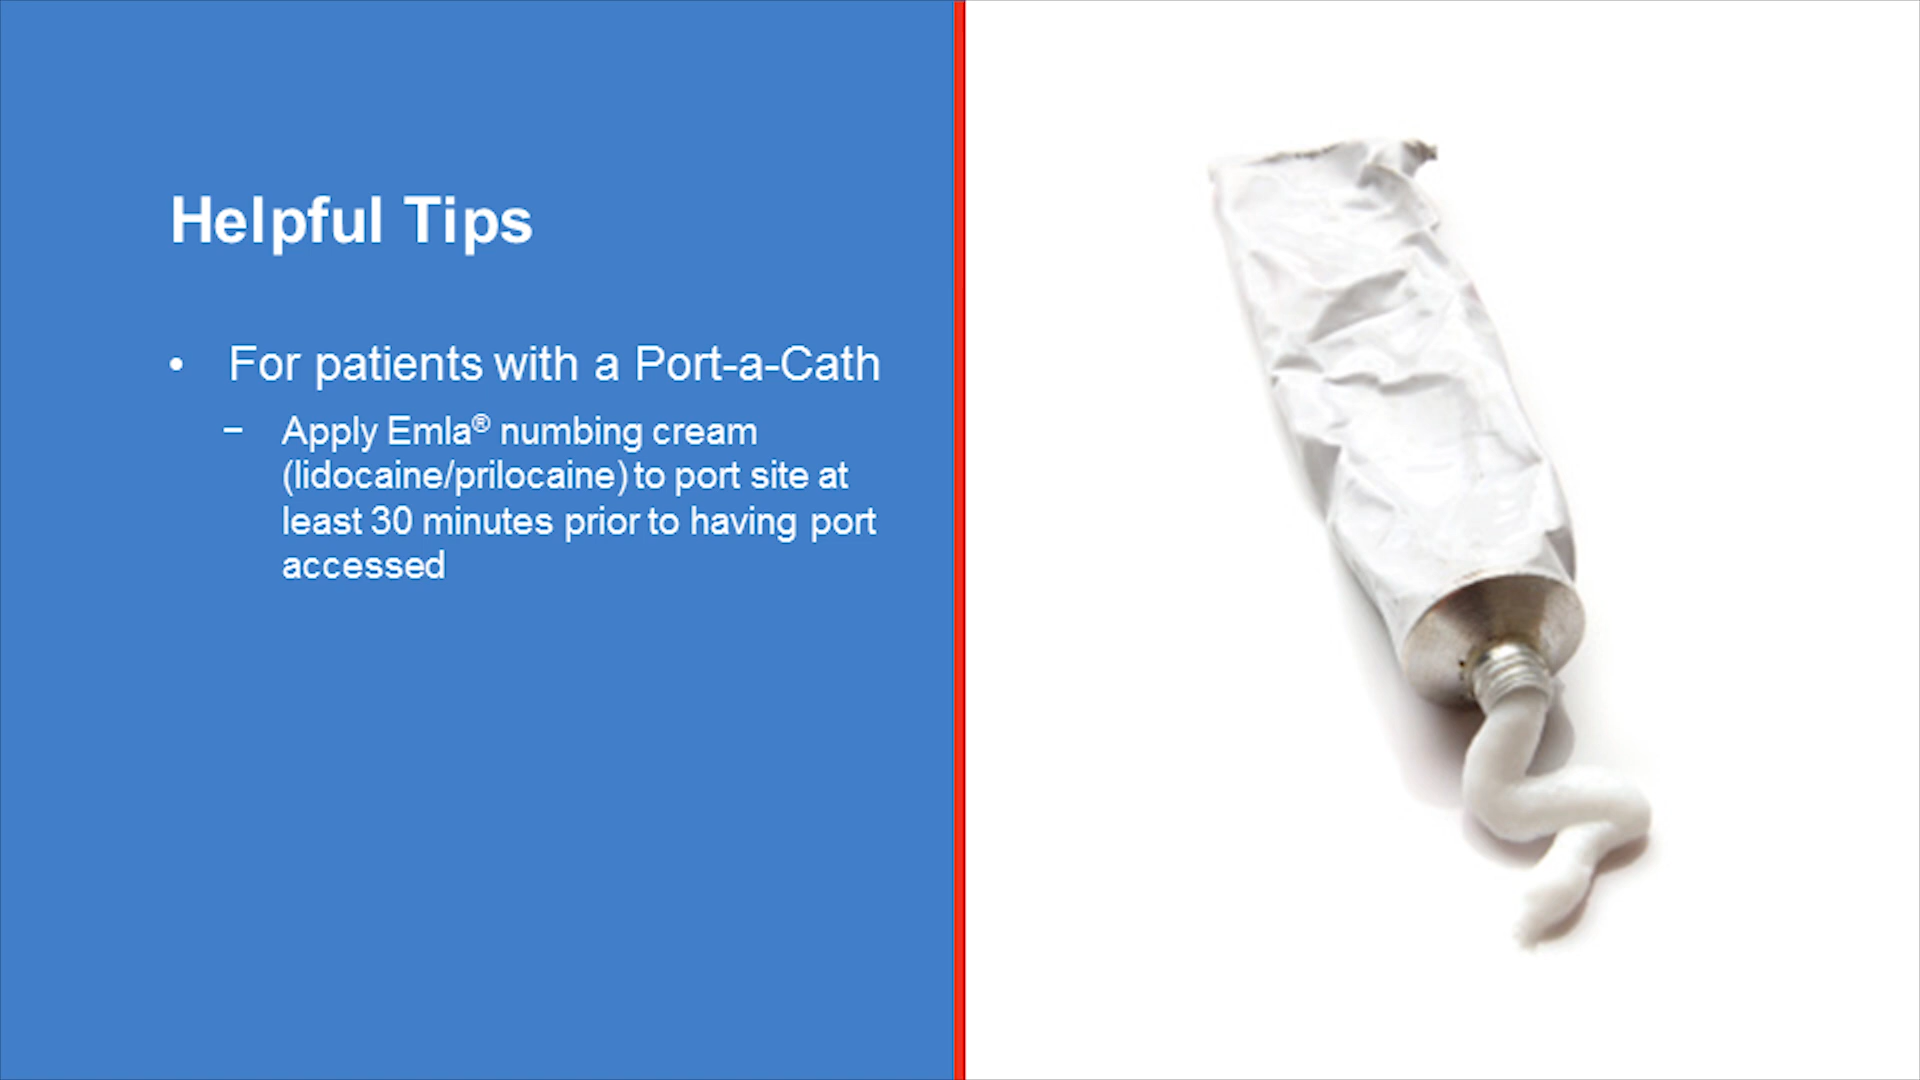 Helpful Tips
• For patients with a Port-a-Cath
– Apply Emla® numbing cream
(lidocaine/prilocaine) to port site at
least 30 minutes prior to having port
accessed